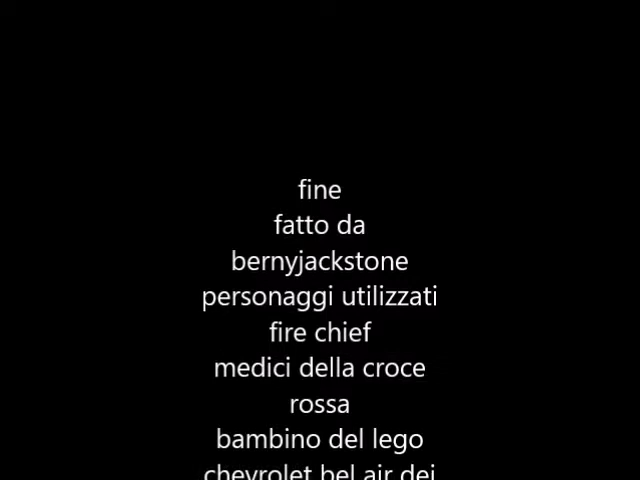 fine
fatto da
bernyjackstone
personaggi utilizzati
fire chief
medici della croce
rossa
bambino del lego
chevrolet bel air dei